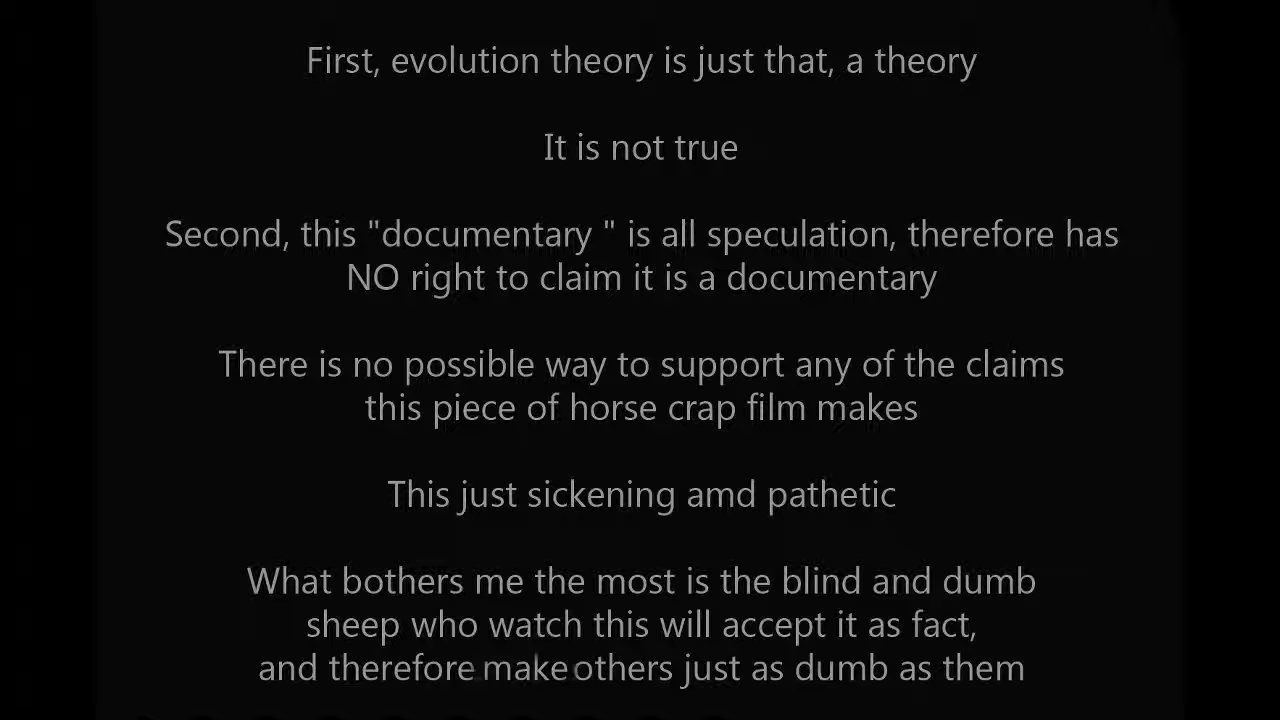 First, evolution theory is just that, a theory
It is not true
Second, this "documentary " is all speculation, therefore has
NO right to claim it is a documentary
There is no possible way to support any of the claims
this piece of horse crap film makes
This just sickening amd pathetic
What bothers me the most is the blind and dumb
sheep who watch this will accept it as fact,
and therefore make others just as dumb as them